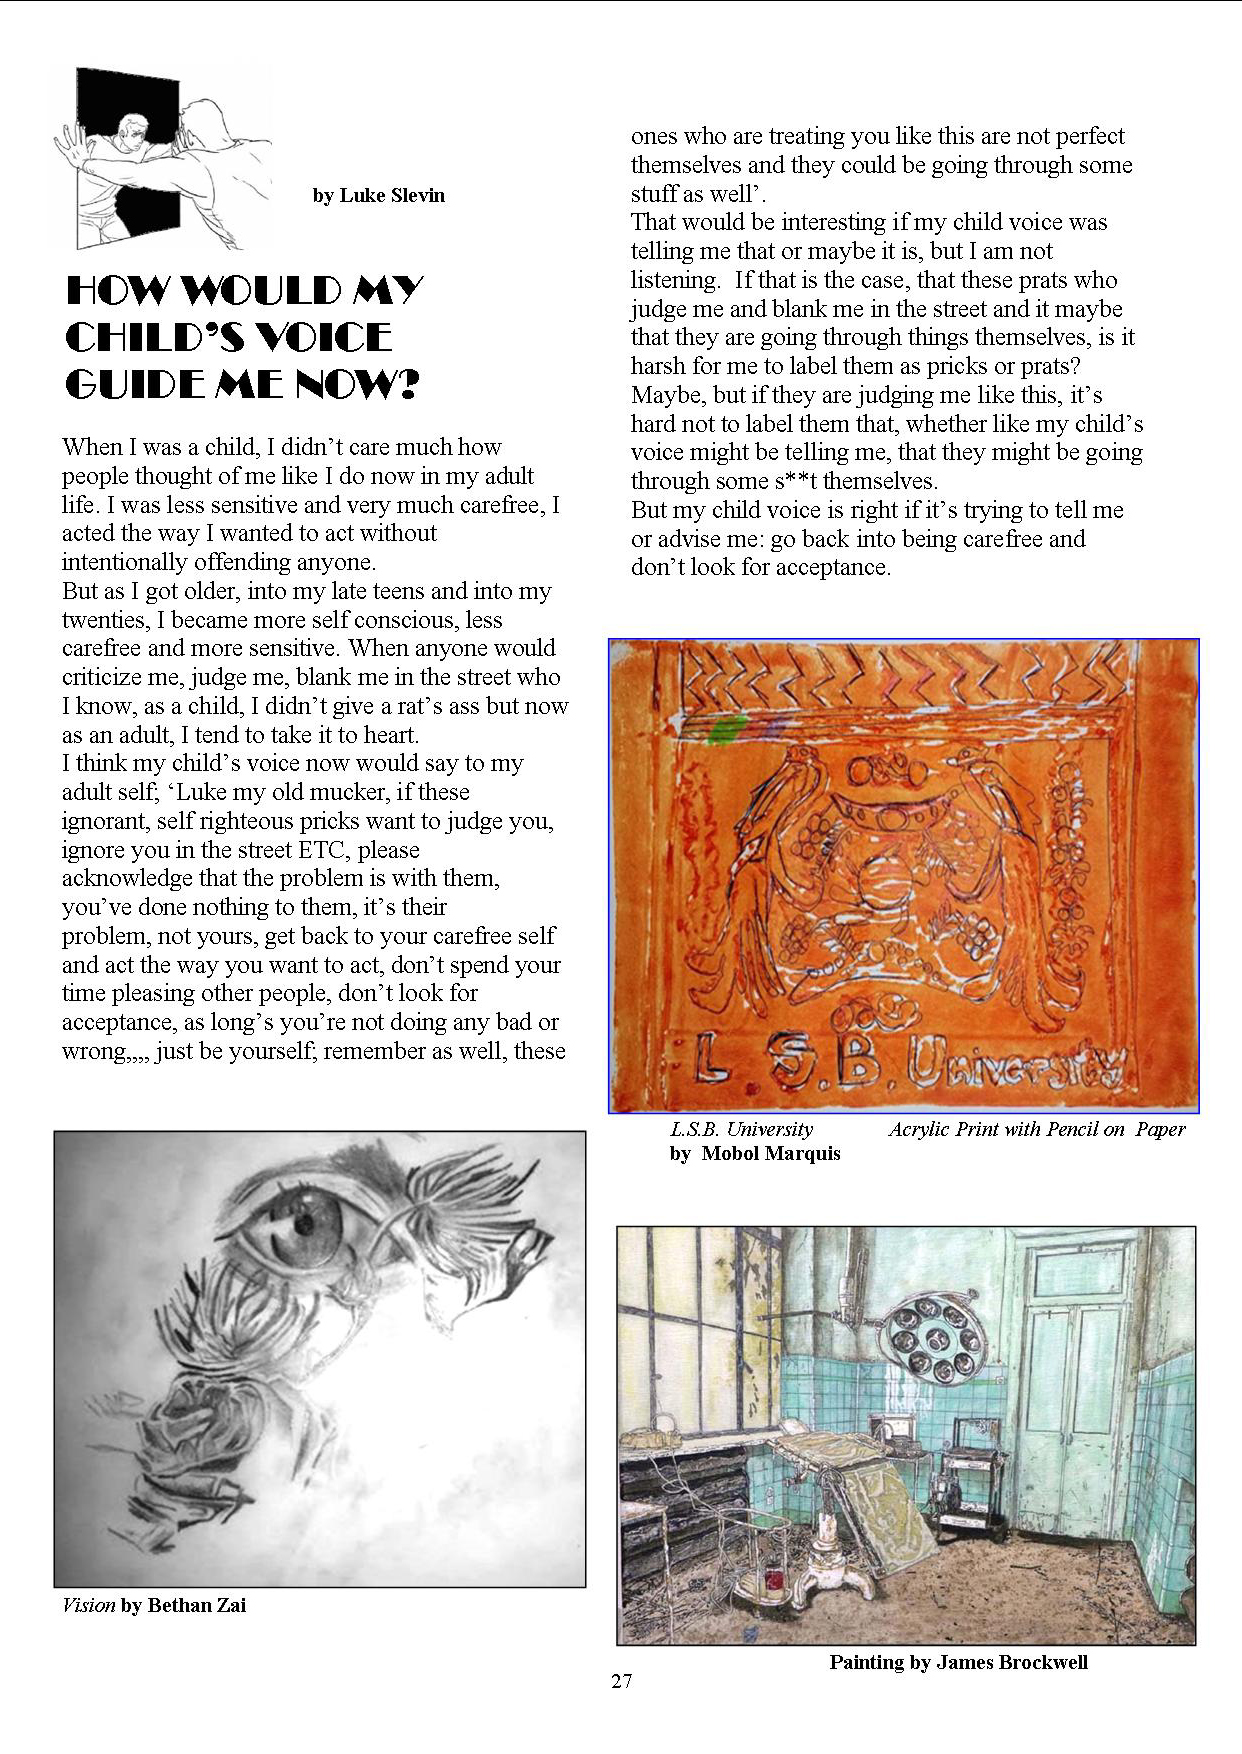 by Luke Slevin
HOW WOULD MY
CHILD'S VOICE
GUIDE ME NOW?
When I was a child, I didn't care much how
people thought of me like I do now in my adult
life. I was less sensitive and very much carefree, I
acted the way I wanted to act without
intentionally offending anyone.
But as I got older, into my late teens and into my
twenties, I became more self conscious, less
carefree and more sensitive. When anyone would
criticize me, judge me, blank me in the street who
I know, as a child, I didn't give a rat's ass but now
as an adult, I tend to take it to heart.
I think my child's voice now would say to my
adult self; 'Luke my old mucker, if these
ignorant, self righteous pricks want to judge you,
ignore you in the street ETC, please
acknowledge that the problem is with them,
you've done nothing to them, it's their
problem, not yours, get back to your carefree self
and act the way you want to act, don't spend your
time pleasing other people, don't look for
acceptance, as long's you're not doing any bad or
wrong,,,, just be yourself; remember as well, these
ones who are treating you like this are not perfect
themselves and they could be going through some
stuff as well'.
That would be interesting if my child voice was
telling me that or maybe it is, but I am not
listening.  If that is the case, that these prats who
judge me and blank me in the street and it maybe
that they are going through things themselves, is it
harsh for me to label them as pricks or prats?
Maybe, but if they are judging me like this, it's
hard not to label them that, whether like my child's
voice might be telling me, that they might be going
through some s**t themselves.
But my child voice is right if it's trying to tell me
or advise me: go back into being carefree and
don't look for acceptance.
L.S.B. University
L.S.B. University Acrylic Print with Pencil on Paper
by Mobol Marquis
Vision by Bethan Zai
Painting by James Brockwell
27